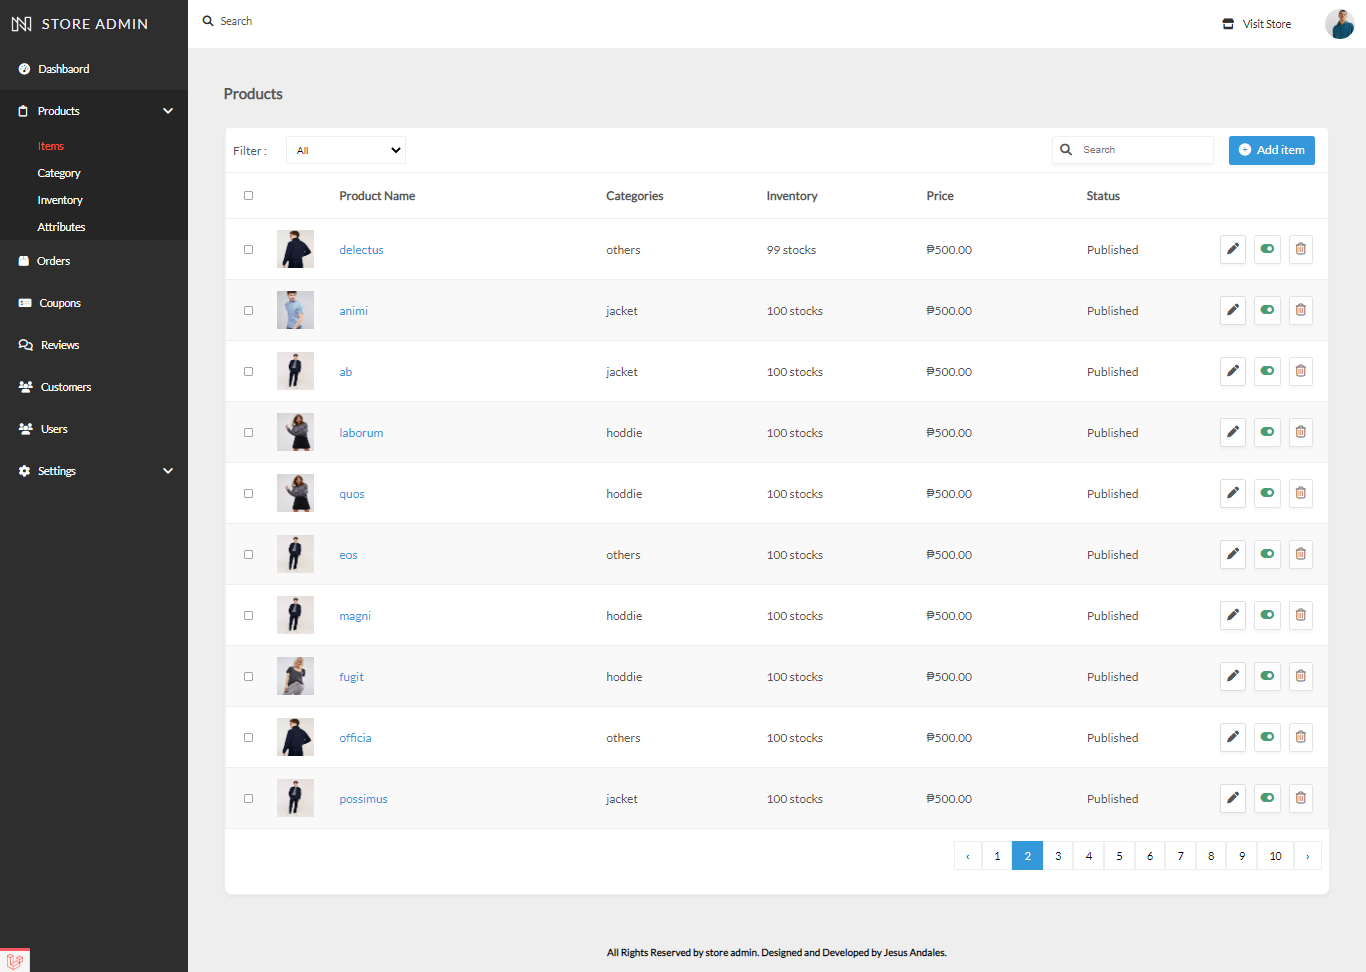 STORE ADMIN
Search
Visit Store
Dashbaord
Products
Items
Category
Inventory
Attributes
Orders
Coupons
Reviews
Customers
Users
Settings
Products
Filter :
All
Search
Add item
Product Name Categories Inventory Price Status
delectus others 99 stocks ₱500.00 Published
animi jacket 100 stocks ₱500.00 Published
ab jacket 100 stocks ₱500.00 Published
laborum hoddie 100 stocks ₱500.00 Published
quos hoddie 100 stocks ₱500.00 Published
eos others 100 stocks ₱500.00 Published
magni hoddie 100 stocks ₱500.00 Published
fugit hoddie 100 stocks ₱500.00 Published
officia others 100 stocks ₱500.00 Published
possimus jacket 100 stocks ₱500.00 Published
‹ 1 2 3 4 5 6 7 8 9 10 ›
All Rights Reserved by store admin. Designed and Developed by Jesus Andales.